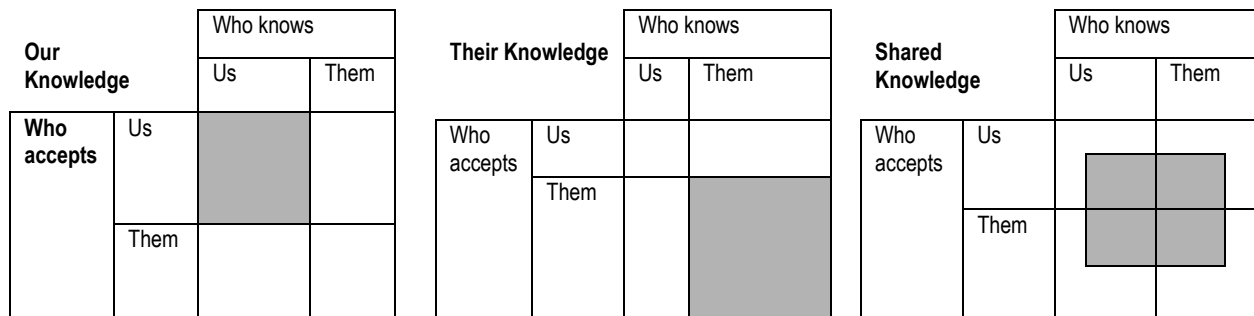 Our
Knowledge
Who knows
Us
Them
Who
accepts
Us
Them
Their Knowledge
Who knows
Us
Them
Who
accepts
Us
Them
Shared
Knowledge
Who knows
Us
Them
Who
accepts
Us
Them